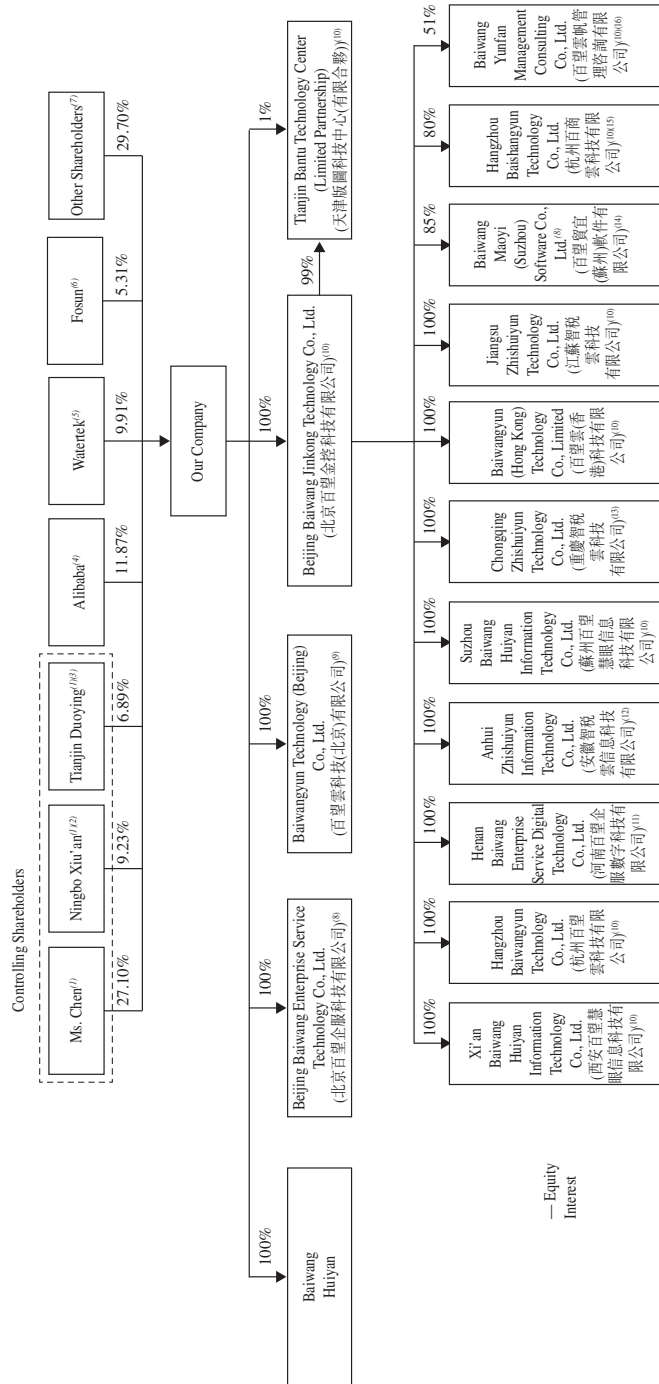 Controlling Shareholders
Ms. Chen(1)
Ningbo Xiu'an(1)(2)
Tianjin Duoying(1)(3)
Alibaba(4)
Watertek(5)
Fosun(6)
Other Shareholders(7)
27.10%
9.23%
6.89%
11.87%
9.91%
5.31%
29.70%
Our Company
100%
100%
100%
100%
1%
Baiwang
Huiyan
Beijing Baiwang Enterprise Service
Technology Co., Ltd.
(北京百望企服科技有限公司)(8)
Baiwangyun Technology (Beijing)
Co., Ltd.
(百望雲科技(北京)有限公司)(9)
Beijing Baiwang Jinkong Technology Co., Ltd.
(北京百望金控科技有限公司)(10)
99%
Tianjin Bantu Technology Center
(Limited Partnership)
(天津版圖科技中心(有限合夥))(10)
100%
100%
100%
100%
100%
100%
100%
100%
85%
80%
51%
Xi'an
Baiwang
Huiyan
Information
Technology
Co., Ltd.
(西安百望慧
眼信息科技有
限公司)(10)
Hangzhou
Baiwangyun
Technology
Co., Ltd.
(杭州百望
雲科技有限
公司)(10)
Henan
Baiwang
Enterprise
Service Digital
Technology
Co., Ltd.
(河南百望企
服數字科技有
限公司)(11)
Anhui
Zhishuiyun
Information
Technology
Co., Ltd.
(安徽智税
雲信息科技
有限公司)(12)
Suzhou
Baiwang
Huiyan
Information
Technology
Co., Ltd.
(蘇州百望
慧眼信息
科技有限
公司)(10)
Chongqing
Zhishuiyun
Technology
Co., Ltd.
(重慶智税
雲科技
有限公司)(13)
Baiwangyun
(Hong Kong)
Technology
Co., Limited
(百望雲(香
港)科技有限
公司)(10)
Jiangsu
Zhishuiyun
Technology
Co., Ltd.
(江蘇智税
雲科技
有限公司)(10)
Baiwang
Maoyi
(Suzhou)
Software Co.,
Ltd.(8)
(百望貿宜
(蘇州)軟件有
限公司)(14)
Hangzhou
Baishangyun
Technology
Co., Ltd.
(杭州百商
雲科技有限
公司)(10)(15)
Baiwang
Yunfan
Management
Consulting
Co., Ltd.
(百望雲帆管
理咨詢有限
公司)(10)(16)
— Equity
Interest